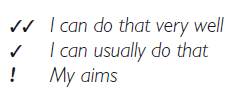 ✓✓ I can do that very well
✓ I can usually do that
! My aims